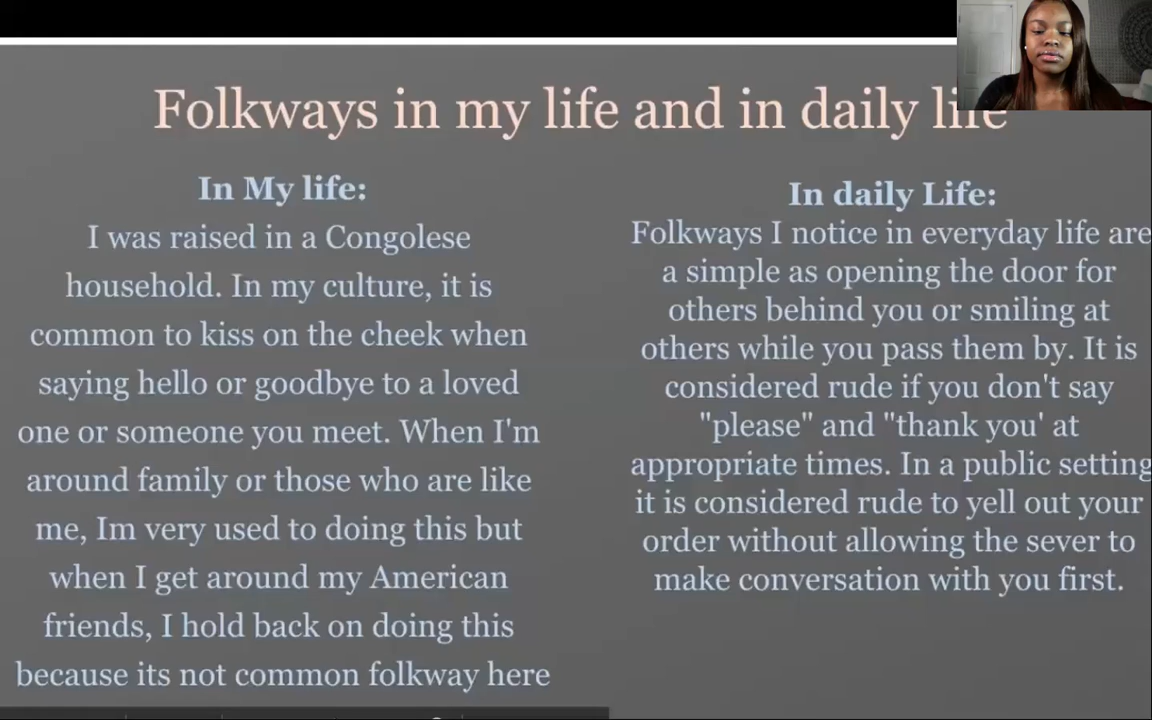 Folkways in my life and in daily life
In My life:
I was raised in a Congolese
household. In my culture, it is
common to kiss on the cheek when
saying hello or goodbye to a loved
one or someone you meet. When I'm
around family or those who are like
me, Im very used to doing this but
when I get around my American
friends, I hold back on doing this
because its not common folkway here
In daily Life:
Folkways I notice in everyday life are
a simple as opening the door for
others behind you or smiling at
others while you pass them by. It is
considered rude if you don't say
"please" and "thank you' at
appropriate times. In a public setting
it is considered rude to yell out your
order without allowing the sever to
make conversation with you first.